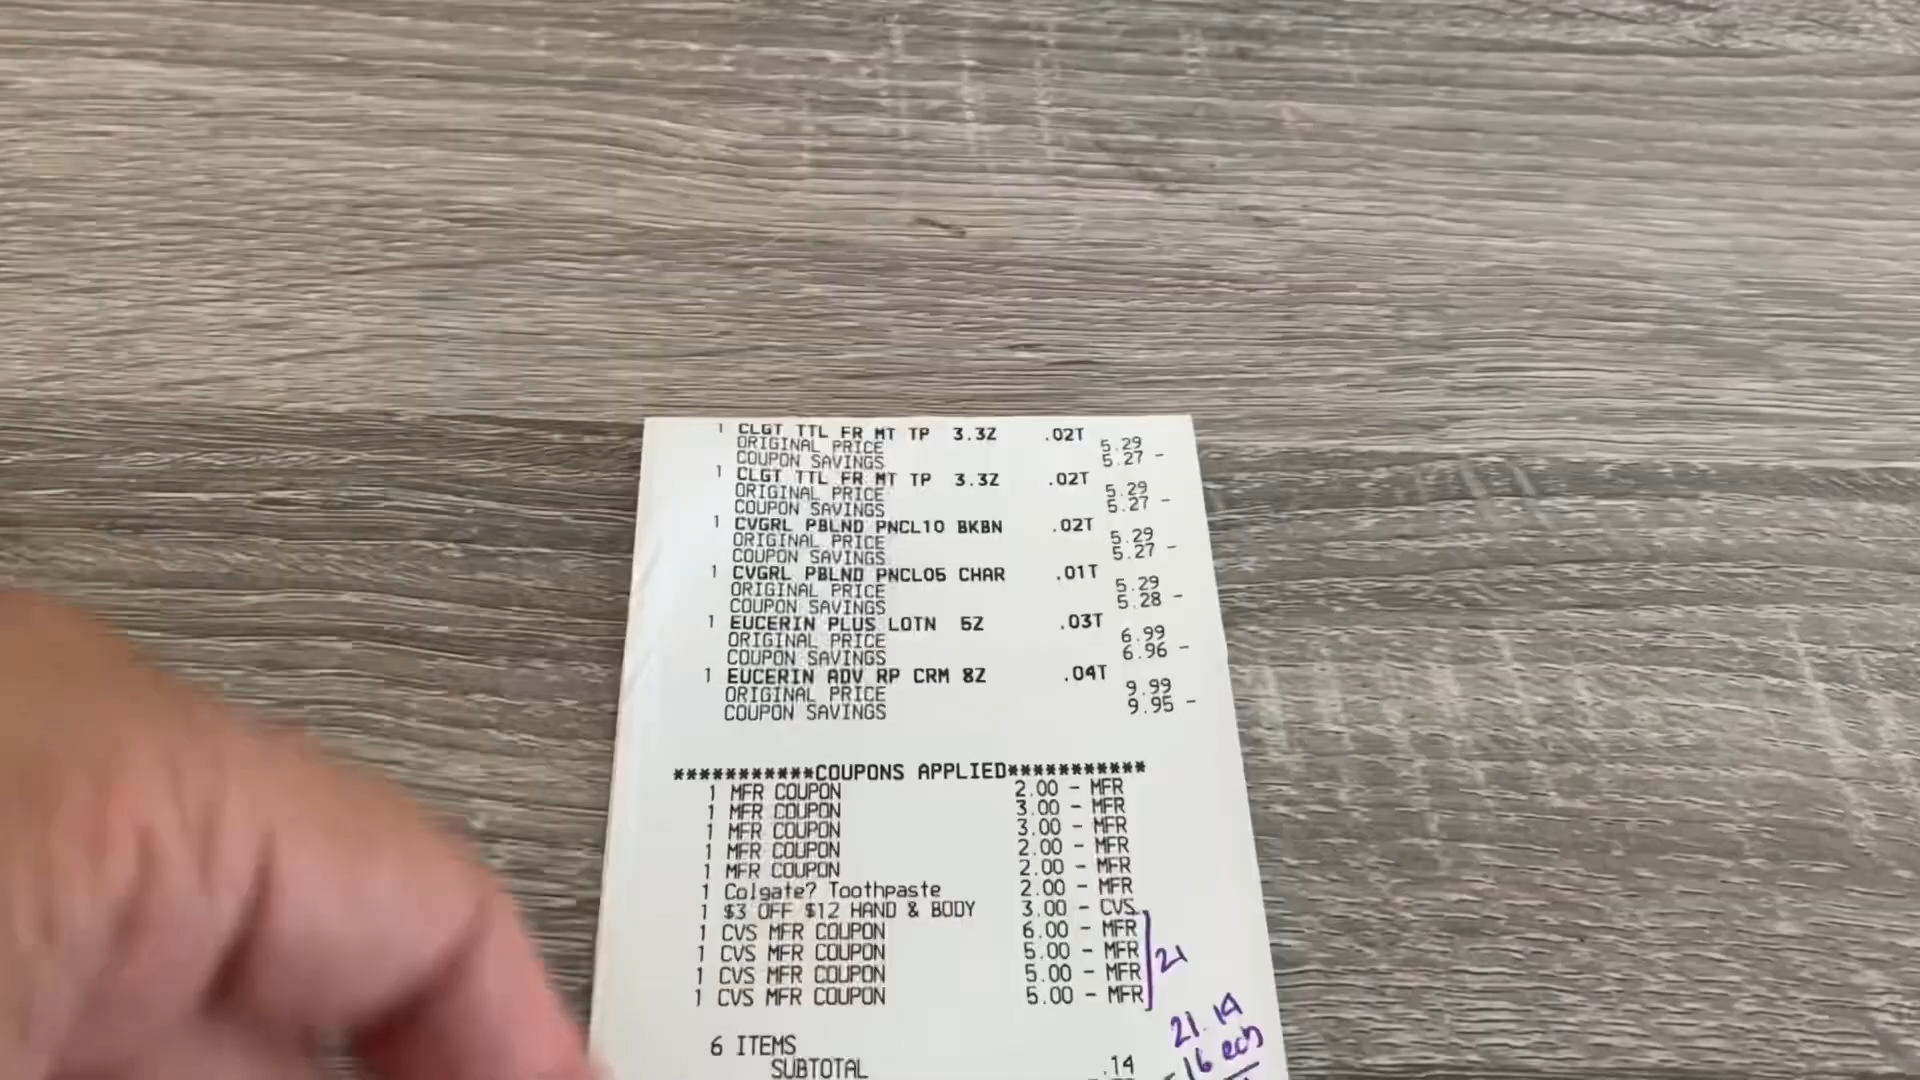 1 CLGT TTL FR MT TP 3.3Z .02T
ORIGINAL PRICE 5.29
COUPON SAVINGS 5.27 -
1 CLGT TTL FR MT TP 3.3Z .02T
ORIGINAL PRICE 5.29
COUPON SAVINGS 5.27 -
1 CVGRL PBLND PNCL10 BKBN .02T
ORIGINAL PRICE 5.29
COUPON SAVINGS 5.27 -
1 CVGRL PBLND PNCL05 CHAR .01T
ORIGINAL PRICE 5.29
COUPON SAVINGS 5.28 -
1 EUCERIN PLUS LOTN 5Z .03T
ORIGINAL PRICE 6.99
COUPON SAVINGS 6.96 -
1 EUCERIN ADV RP CRM 8Z .04T
ORIGINAL PRICE 9.99
COUPON SAVINGS 9.95 -
***********COUPONS APPLIED***********
1 MFR COUPON 2.00 - MFR
1 MFR COUPON 3.00 - MFR
1 MFR COUPON 3.00 - MFR
1 MFR COUPON 2.00 - MFR
1 MFR COUPON 2.00 - MFR
1 Colgate? Toothpaste 2.00 - MFR
1 $3 OFF $12 HAND & BODY 3.00 - CVS
1 CVS MFR COUPON 6.00 - MFR
1 CVS MFR COUPON 5.00 - MFR
1 CVS MFR COUPON 5.00 - MFR
1 CVS MFR COUPON 5.00 - MFR
21
21.14
- 16 ecb
6 ITEMS
SUBTOTAL .14